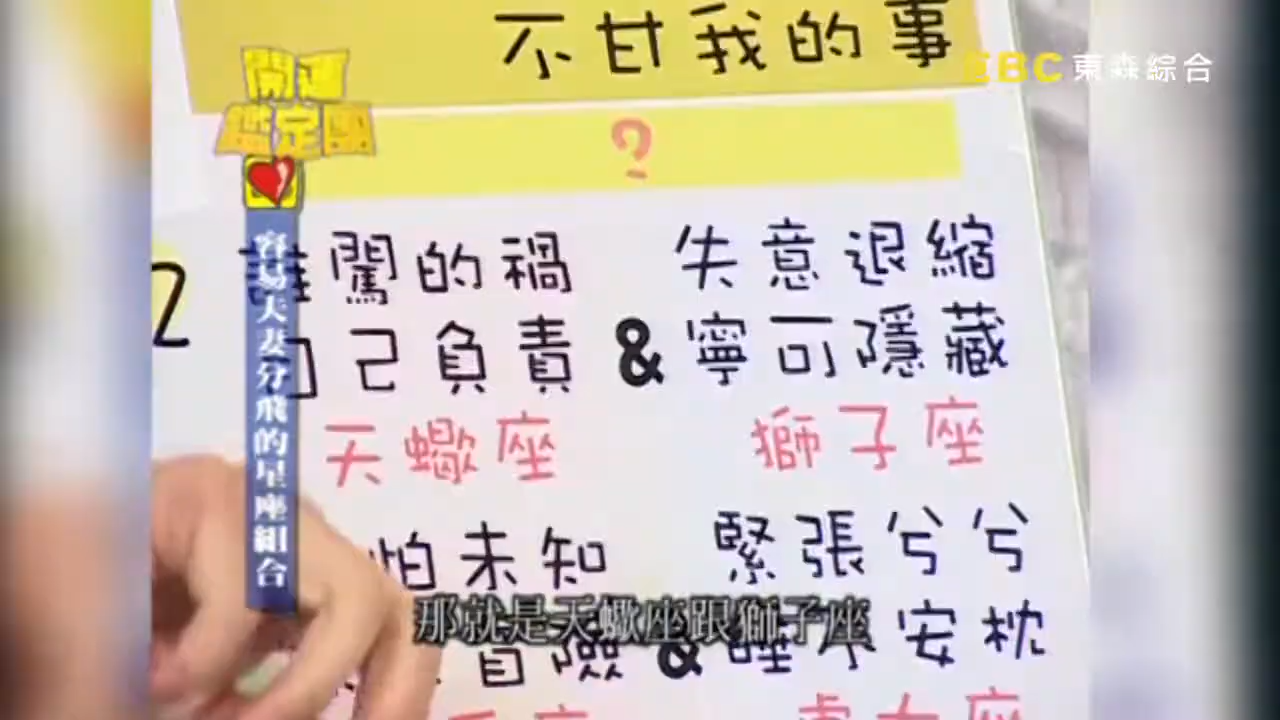 不甘我的事
EBC 東森綜合
開運
鑑定團
?
容易夫妻分飛的星座組合
2
誰闖的禍
自己負責
&
失意退縮
寧可隱藏
天蠍座
獅子座
怕未知
冒險
&
緊張兮兮
睡不安枕
那就是天蠍座跟獅子座